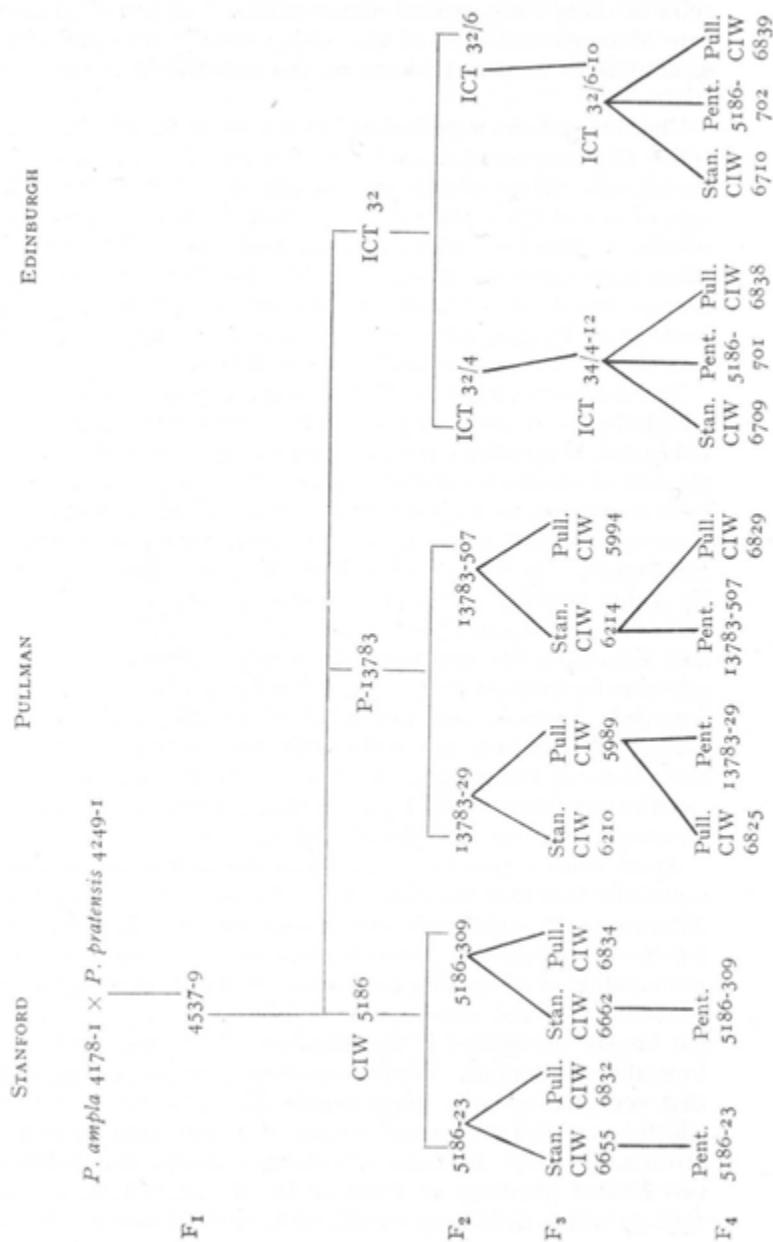 STANFORD PULLMAN EDINBURGH
P. ampla 4178-1 × P. pratensis 4249-1
F1 4537-9
CIW 5186 P-13783 ICT 32
F2 5186-23 5186-309 13783-29 13783-507 ICT 32/4 ICT 32/6
ICT 34/4-12 ICT 32/6-10
F3 Stan. Pull. Stan. Pull. Stan. Pull. Stan. Pull.
CIW CIW CIW CIW CIW CIW CIW CIW
6655 6832 6662 6834 6210 5989 6214 5994
F4 Pent. Pent. Pull. Pent. Pent. Pull. Stan. Pent. Pull. Stan. Pent. Pull.
5186-23 5186-309 CIW 13783-29 13783-507 CIW CIW 5186- CIW CIW 5186- CIW
6825 6829 6709 701 6838 6710 702 6839